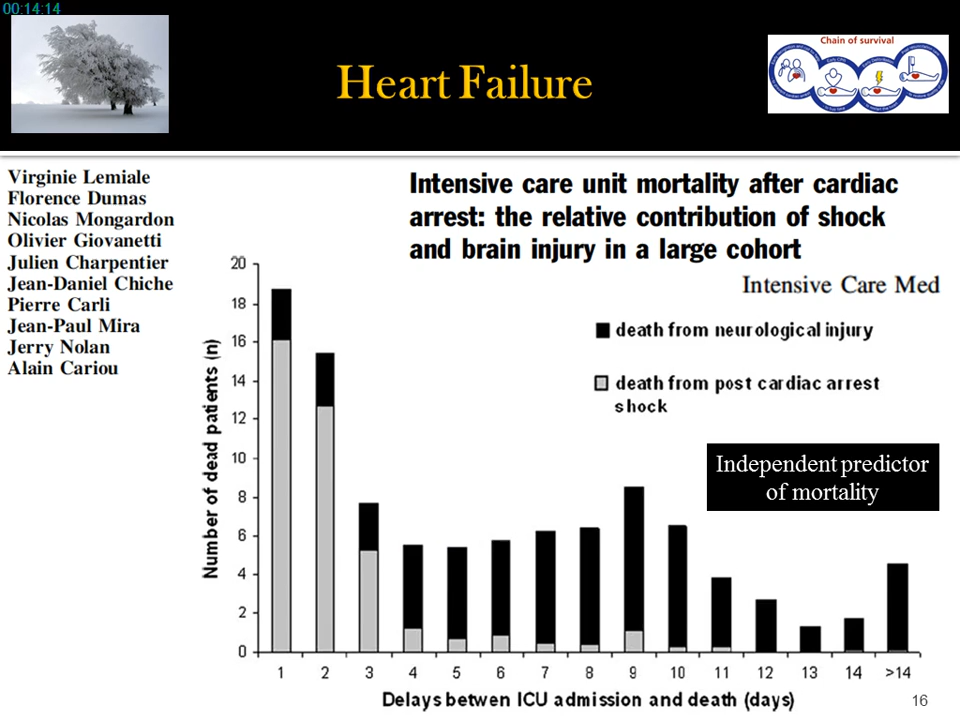 00:14:14
Heart Failure
Chain of survival
Virginie Lemiale
Florence Dumas
Nicolas Mongardon
Olivier Giovanetti
Julien Charpentier
Jean-Daniel Chiche
Pierre Carli
Jean-Paul Mira
Jerry Nolan
Alain Cariou
Intensive care unit mortality after cardiac
arrest: the relative contribution of shock
and brain injury in a large cohort
Intensive Care Med
death from neurological injury
death from post cardiac arrest
shock
Independent predictor
of mortality
Number of dead patients (n)
20
18
16
14
12
10
8
6
4
2
0
1 2 3 4 5 6 7 8 9 10 11 12 13 14 >14
Delays betwen ICU admission and death (days)
16